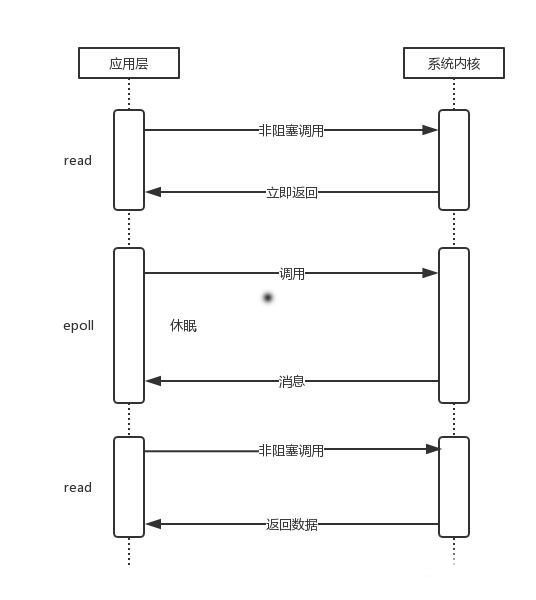 应用层
系统内核
非阻塞调用
read
立即返回
调用
epoll
休眠
消息
非阻塞调用
read
返回数据